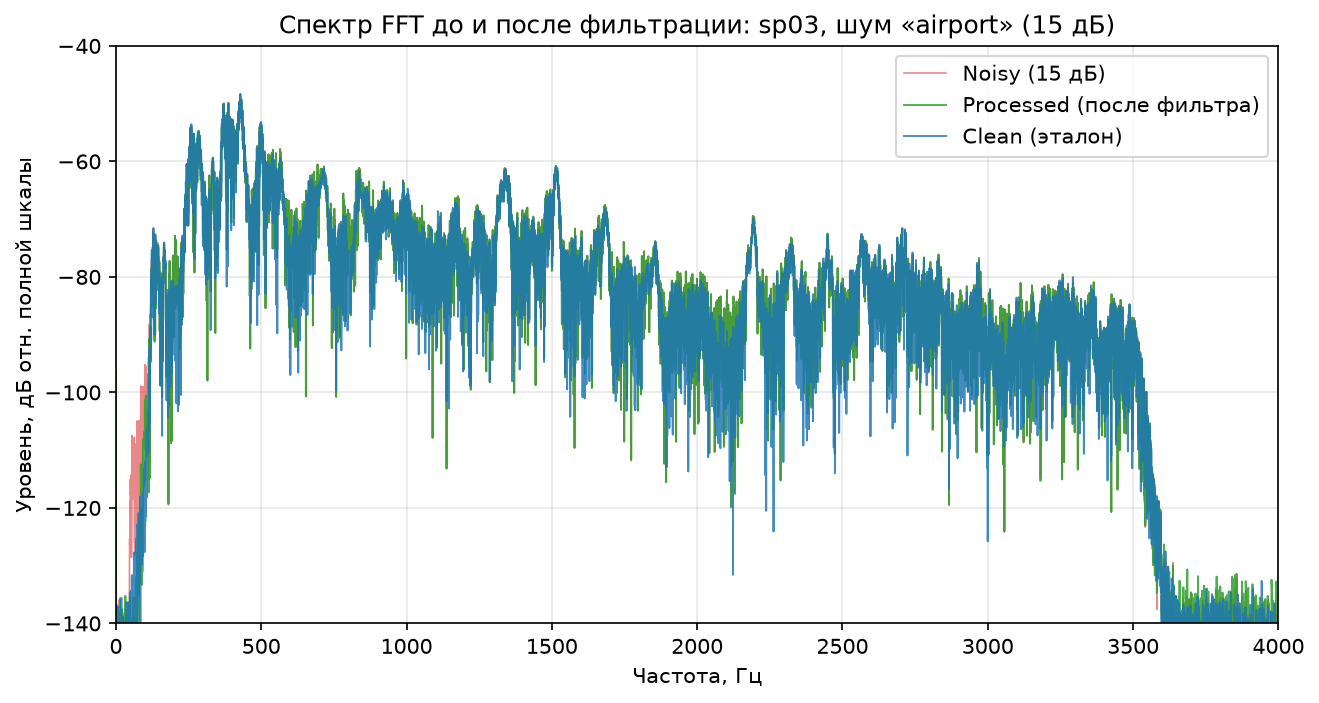 Спектр FFT до и после фильтрации: sp03, шум «airport» (15 дБ)
Noisy (15 дБ)
Processed (после фильтра)
Clean (эталон)
Уровень, дБ отн. полной шкалы
−40
−60
−80
−100
−120
−140
0 500 1000 1500 2000 2500 3000 3500 4000
Частота, Гц